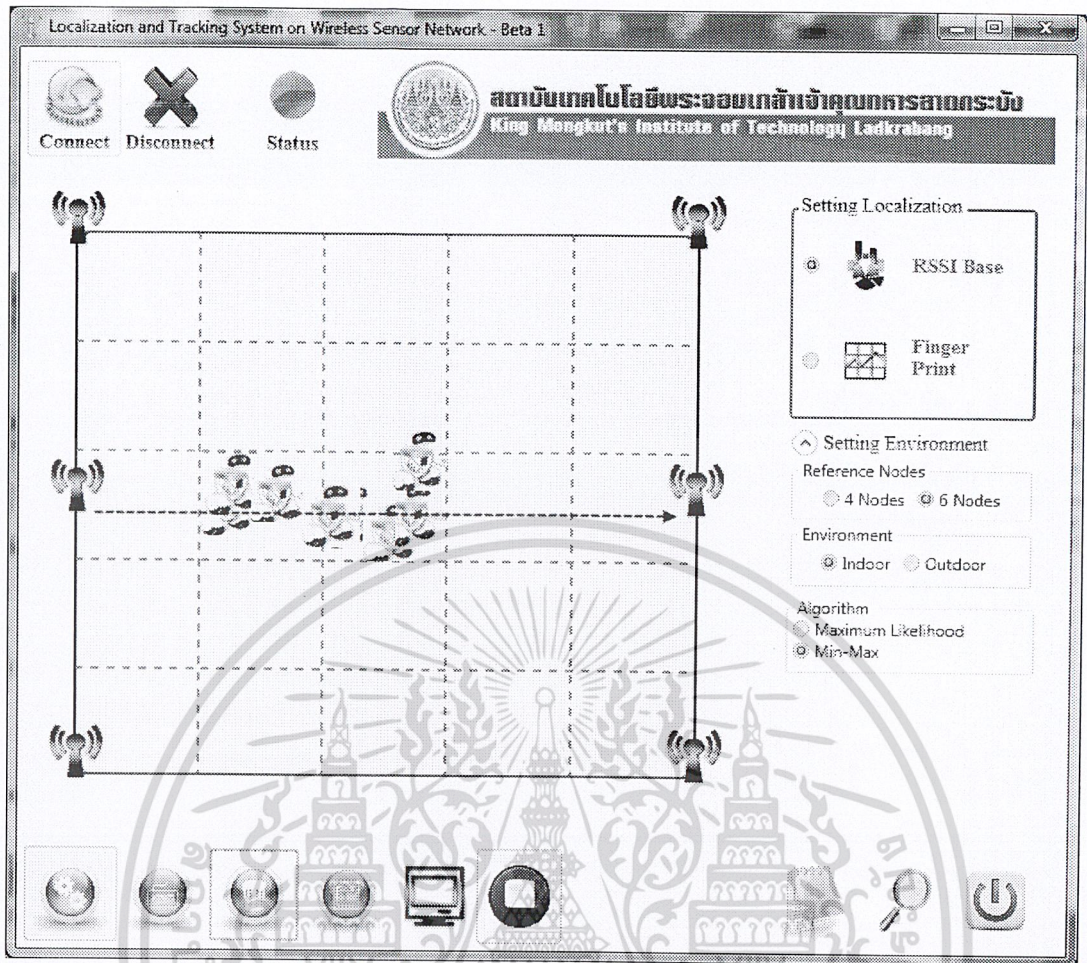 Localization and Tracking System on Wireless Sensor Network - Beta 1
Connect
Disconnect
Status
สถาบันเทคโนโลยีพระจอมเกล้าเจ้าคุณทหารลาดกระบัง
King Mongkut's Institute of Technology Ladkrabang
Setting Localization
RSSI Base
Finger
Print
Setting Environment
Reference Nodes
4 Nodes
6 Nodes
Environment
Indoor
Outdoor
Algorithm
Maximum Likelihood
Min-Max